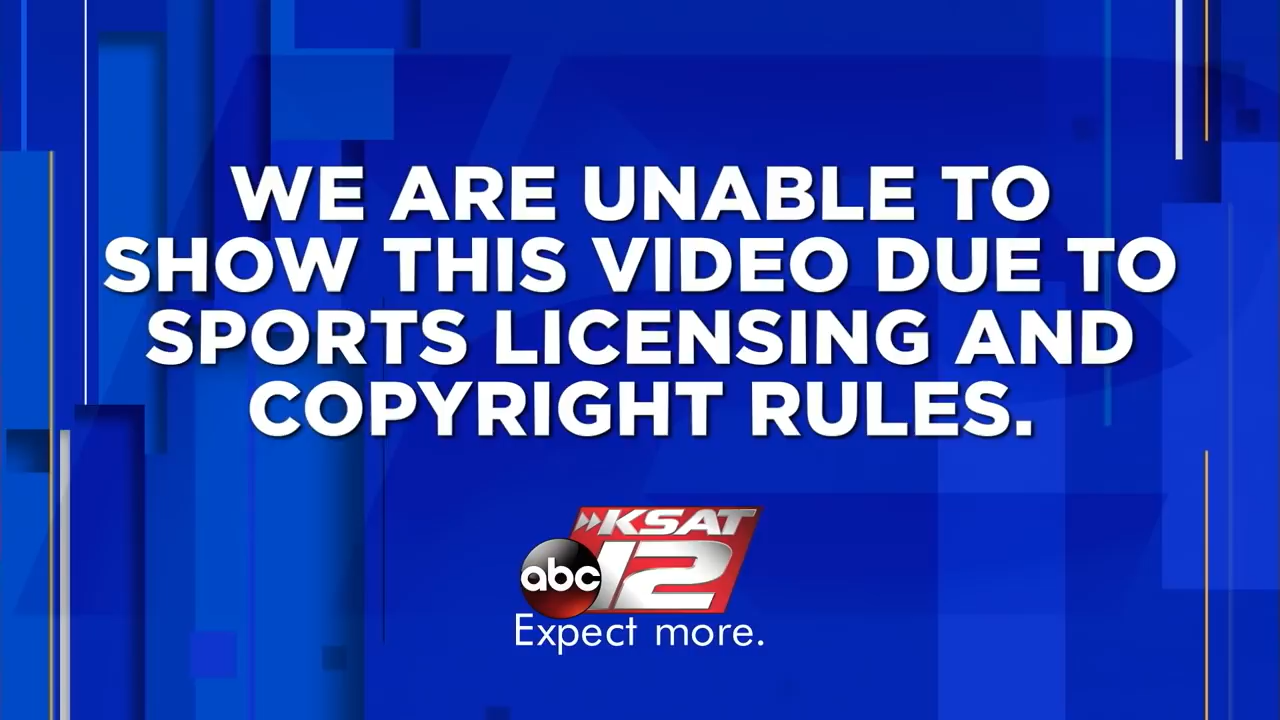 WE ARE UNABLE TO
SHOW THIS VIDEO DUE TO
SPORTS LICENSING AND
COPYRIGHT RULES.
KSAT
abc 12
Expect more.